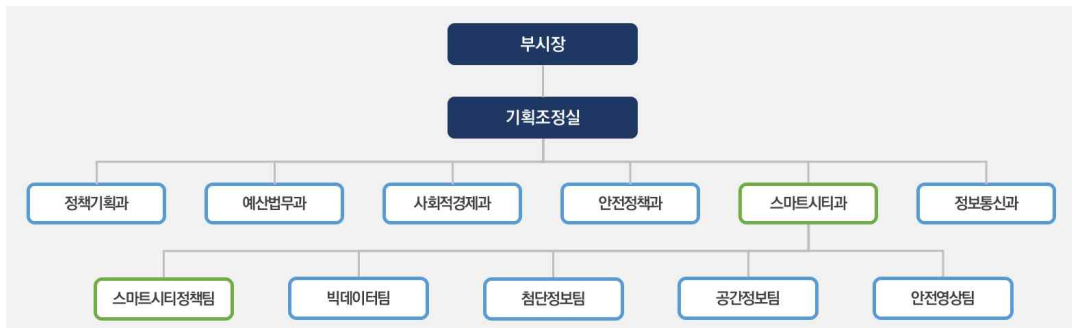 부시장
기획조정실
정책기획과 예산법무과 사회적경제과 안전정책과 스마트시티과 정보통신과
스마트시티정책팀 빅데이터팀 첨단정보팀 공간정보팀 안전영상팀